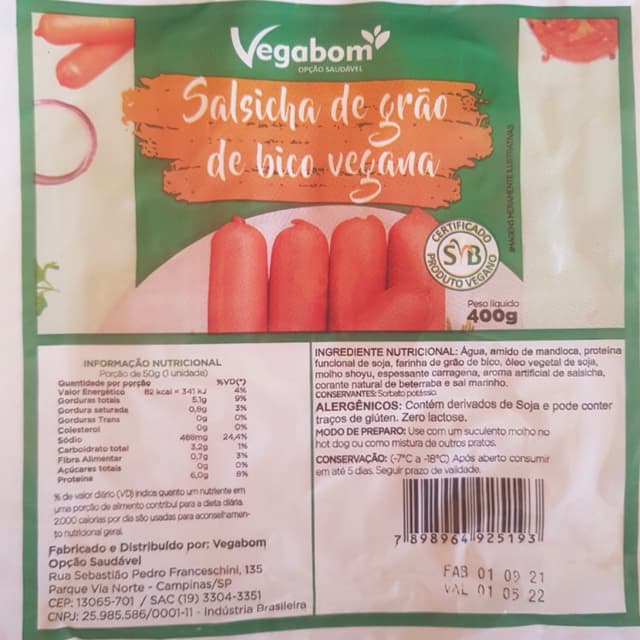 Vegabom
OPÇÃO SAUDÁVEL
Salsicha de grão
de bico vegana
IMAGENS MERAMENTE ILUSTRATIVAS
CERTIFICADO
SVB
PRODUTO VEGANO
Peso líquido
400g
INFORMAÇÃO NUTRICIONAL
Porção de 50g (1 unidade)
Quantidade por porção %VD(*)
Valor Energético 82 kcal = 341 kJ 4%
Gorduras totais 5,1g 9%
Gordura saturada 0,8g 3%
Gorduras Trans 0g 0%
Colesterol 0g 0%
Sódio 488mg 24,4%
Carboidrato total 3,2g 1%
Fibra Alimentar 0,7g 3%
Açúcares totais 0g 0%
Proteína 6,0g 8%
% de valor diário (VD) indica quanto um nutriente em
uma porção de alimento contribui para a dieta diária.
2.000 calorias por dia são usadas para aconselhamen-
to nutricional geral.
Fabricado e Distribuído por: Vegabom
Opção Saudável
Rua Sebastião Pedro Franceschini, 135
Parque Via Norte - Campinas/SP
CEP: 13065-701 / SAC (19) 3304-3351
CNPJ: 25.985.586/0001-11 - Indústria Brasileira
INGREDIENTE NUTRICIONAL: Água, amido de mandioca, proteína
funcional de soja, farinha de grão de bico, óleo vegetal de soja,
molho shoyu, espessante carragena, aroma artificial de salsicha,
corante natural de beterraba e sal marinho.
CONSERVANTES: Sorbato potássio.
ALERGÊNICOS: Contém derivados de Soja e pode conter
traços de glúten. Zero lactose.
MODO DE PREPARO: Use com um suculento molho no
hot dog ou como mistura de outros pratos.
CONSERVAÇÃO: (-7°C a -18°C) Após aberto consumir
em até 5 dias. Seguir prazo de validade.
7 898964 925193
FAB 01 09 21
VAL 01 05 22